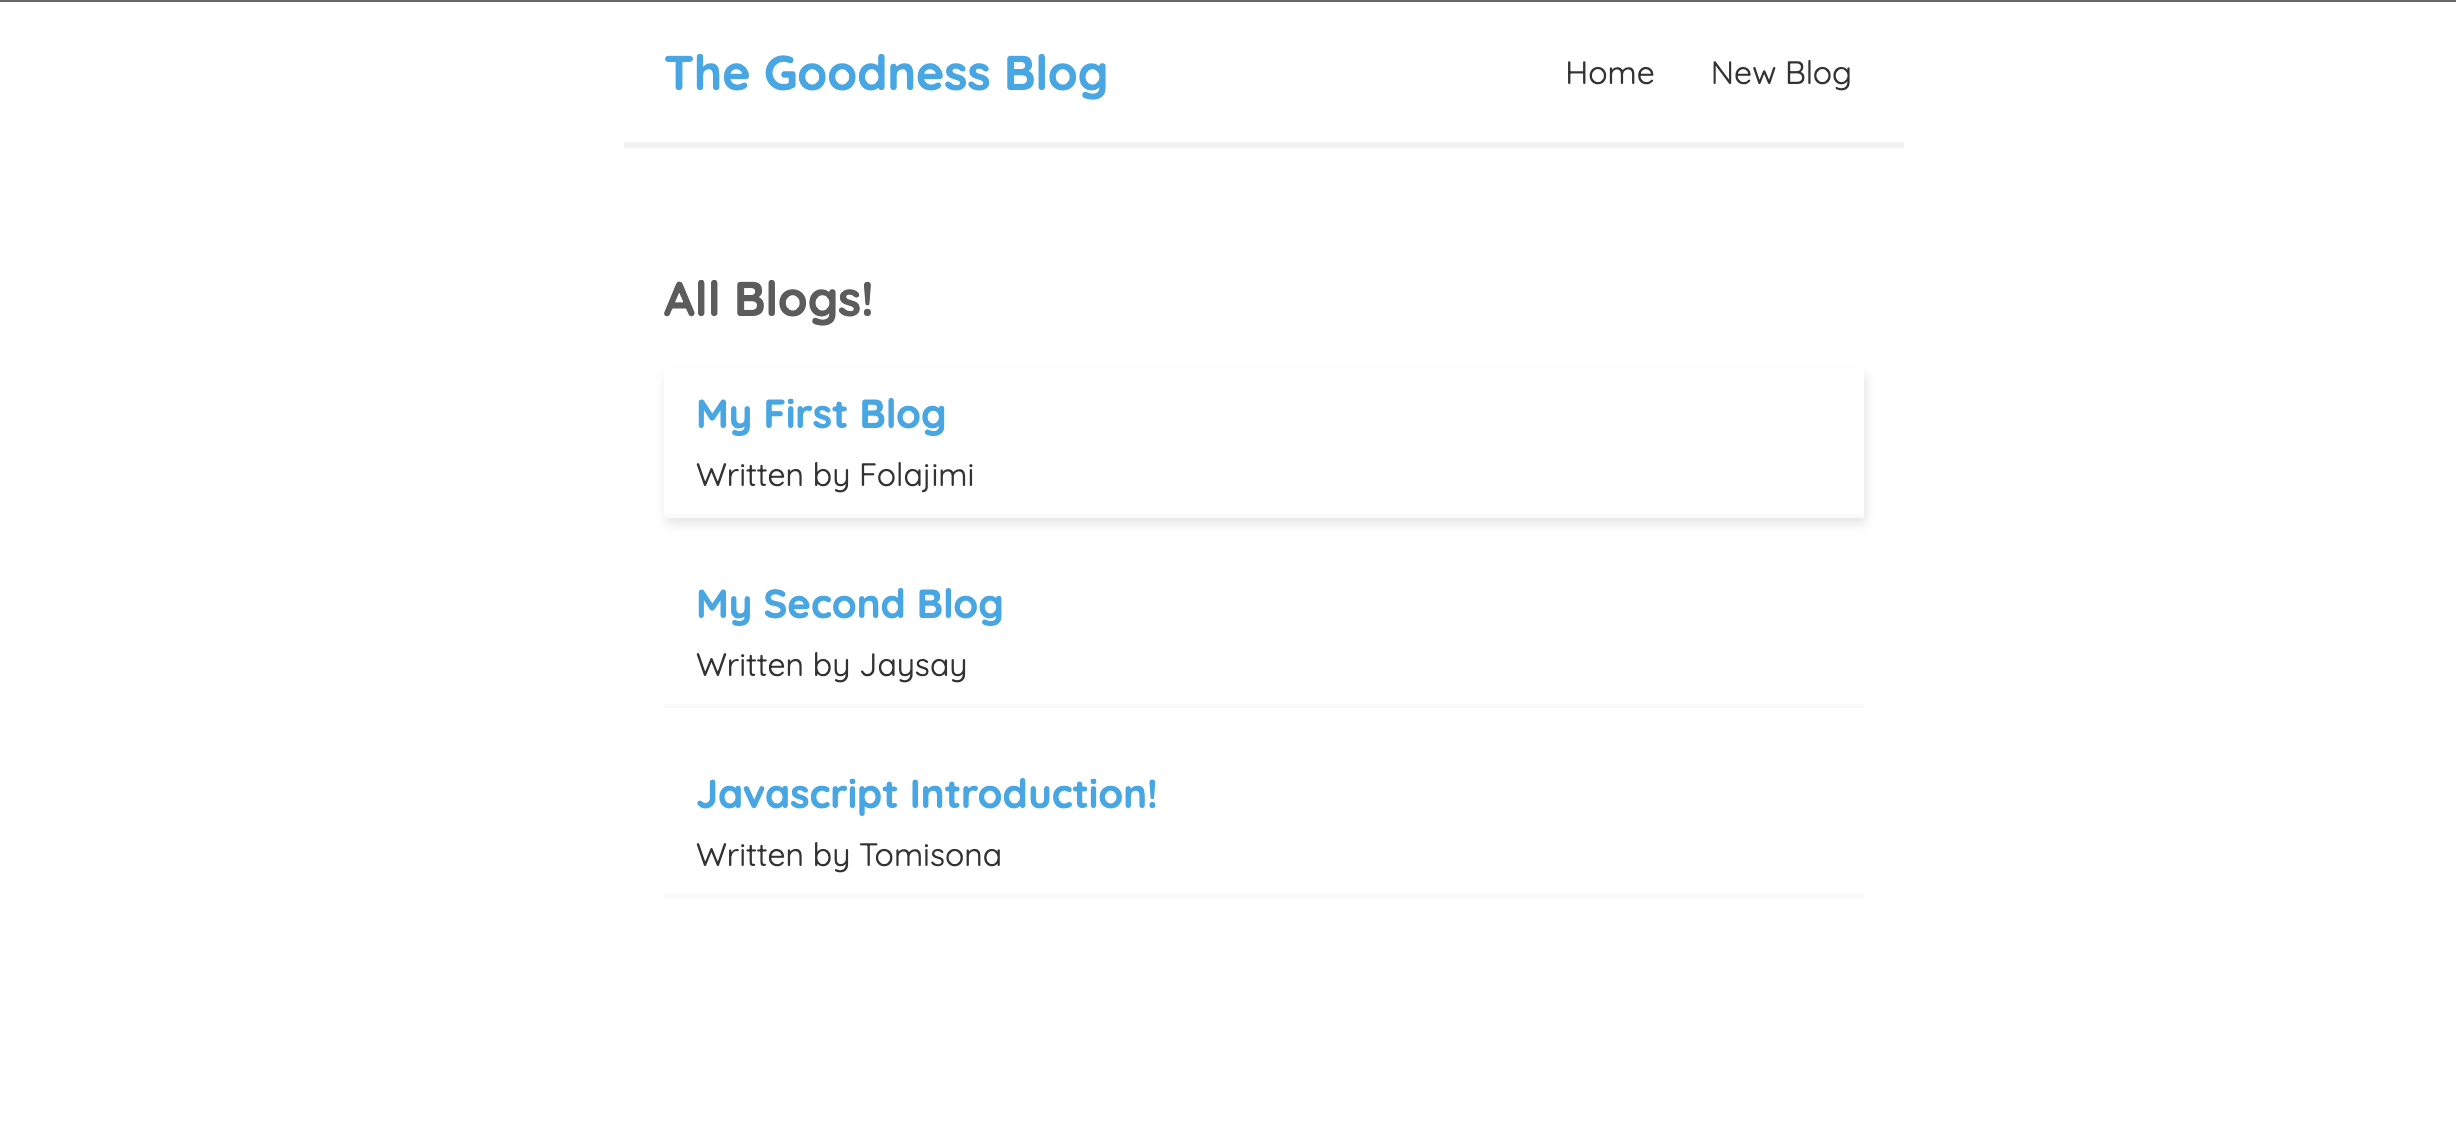 The Goodness Blog
Home
New Blog
All Blogs!
My First Blog
Written by Folajimi
My Second Blog
Written by Jaysay
Javascript Introduction!
Written by Tomisona